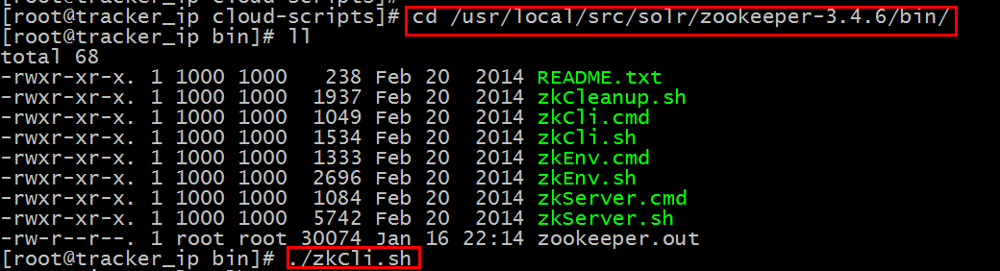 [root@tracker_ip cloud-scripts]# cd /usr/local/src/solr/zookeeper-3.4.6/bin/
[root@tracker_ip bin]# ll
total 68
-rwxr-xr-x. 1 1000 1000   238 Feb 20  2014 README.txt
-rwxr-xr-x. 1 1000 1000  1937 Feb 20  2014 zkCleanup.sh
-rwxr-xr-x. 1 1000 1000  1049 Feb 20  2014 zkCli.cmd
-rwxr-xr-x. 1 1000 1000  1534 Feb 20  2014 zkCli.sh
-rwxr-xr-x. 1 1000 1000  1333 Feb 20  2014 zkEnv.cmd
-rwxr-xr-x. 1 1000 1000  2696 Feb 20  2014 zkEnv.sh
-rwxr-xr-x. 1 1000 1000  1084 Feb 20  2014 zkServer.cmd
-rwxr-xr-x. 1 1000 1000  5742 Feb 20  2014 zkServer.sh
-rw-r--r--. 1 root root 30074 Jan 16 22:14 zookeeper.out
[root@tracker_ip bin]# ./zkCli.sh